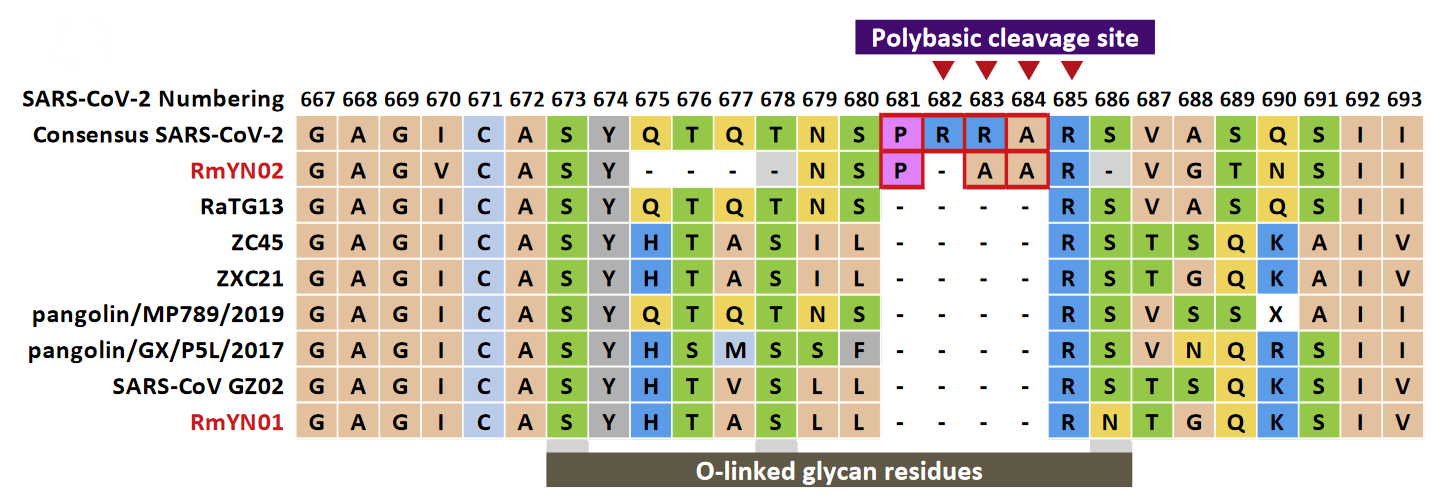 Polybasic cleavage site
SARS-CoV-2 Numbering 667 668 669 670 671 672 673 674 675 676 677 678 679 680 681 682 683 684 685 686 687 688 689 690 691 692 693
Consensus SARS-CoV-2 G A G I C A S Y Q T Q T N S P R R A R S V A S Q S I I
RmYN02 G A G V C A S Y - - - - N S P - A A R - V G T N S I I
RaTG13 G A G I C A S Y Q T Q T N S - - - - R S V A S Q S I I
ZC45 G A G I C A S Y H T A S I L - - - - R S T S Q K A I V
ZXC21 G A G I C A S Y H T A S I L - - - - R S T G Q K A I V
pangolin/MP789/2019 G A G I C A S Y Q T Q T N S - - - - R S V S S X A I I
pangolin/GX/P5L/2017 G A G I C A S Y H S M S S F - - - - R S V N Q R S I I
SARS-CoV GZ02 G A G I C A S Y H T V S L L - - - - R S T S Q K S I V
RmYN01 G A G I C A S Y H T A S L L - - - - R N T G Q K S I V
O-linked glycan residues